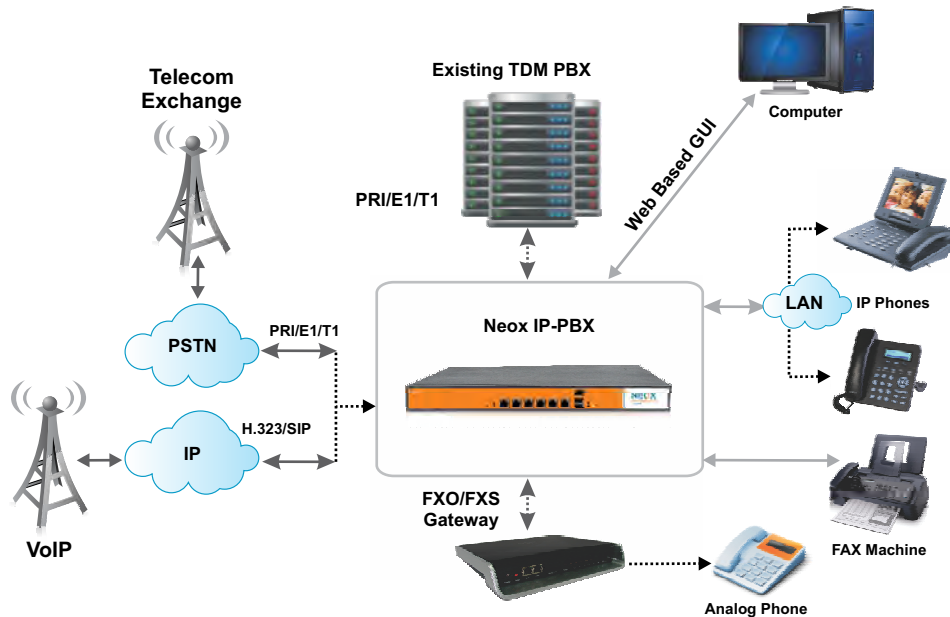 Telecom
Exchange
Existing TDM PBX
Computer
PRI/E1/T1
Web Based GUI
LAN
IP Phones
PSTN
PRI/E1/T1
Neox IP-PBX
NEOX
IP
H.323/SIP
VoIP
FXO/FXS
Gateway
FAX Machine
Analog Phone